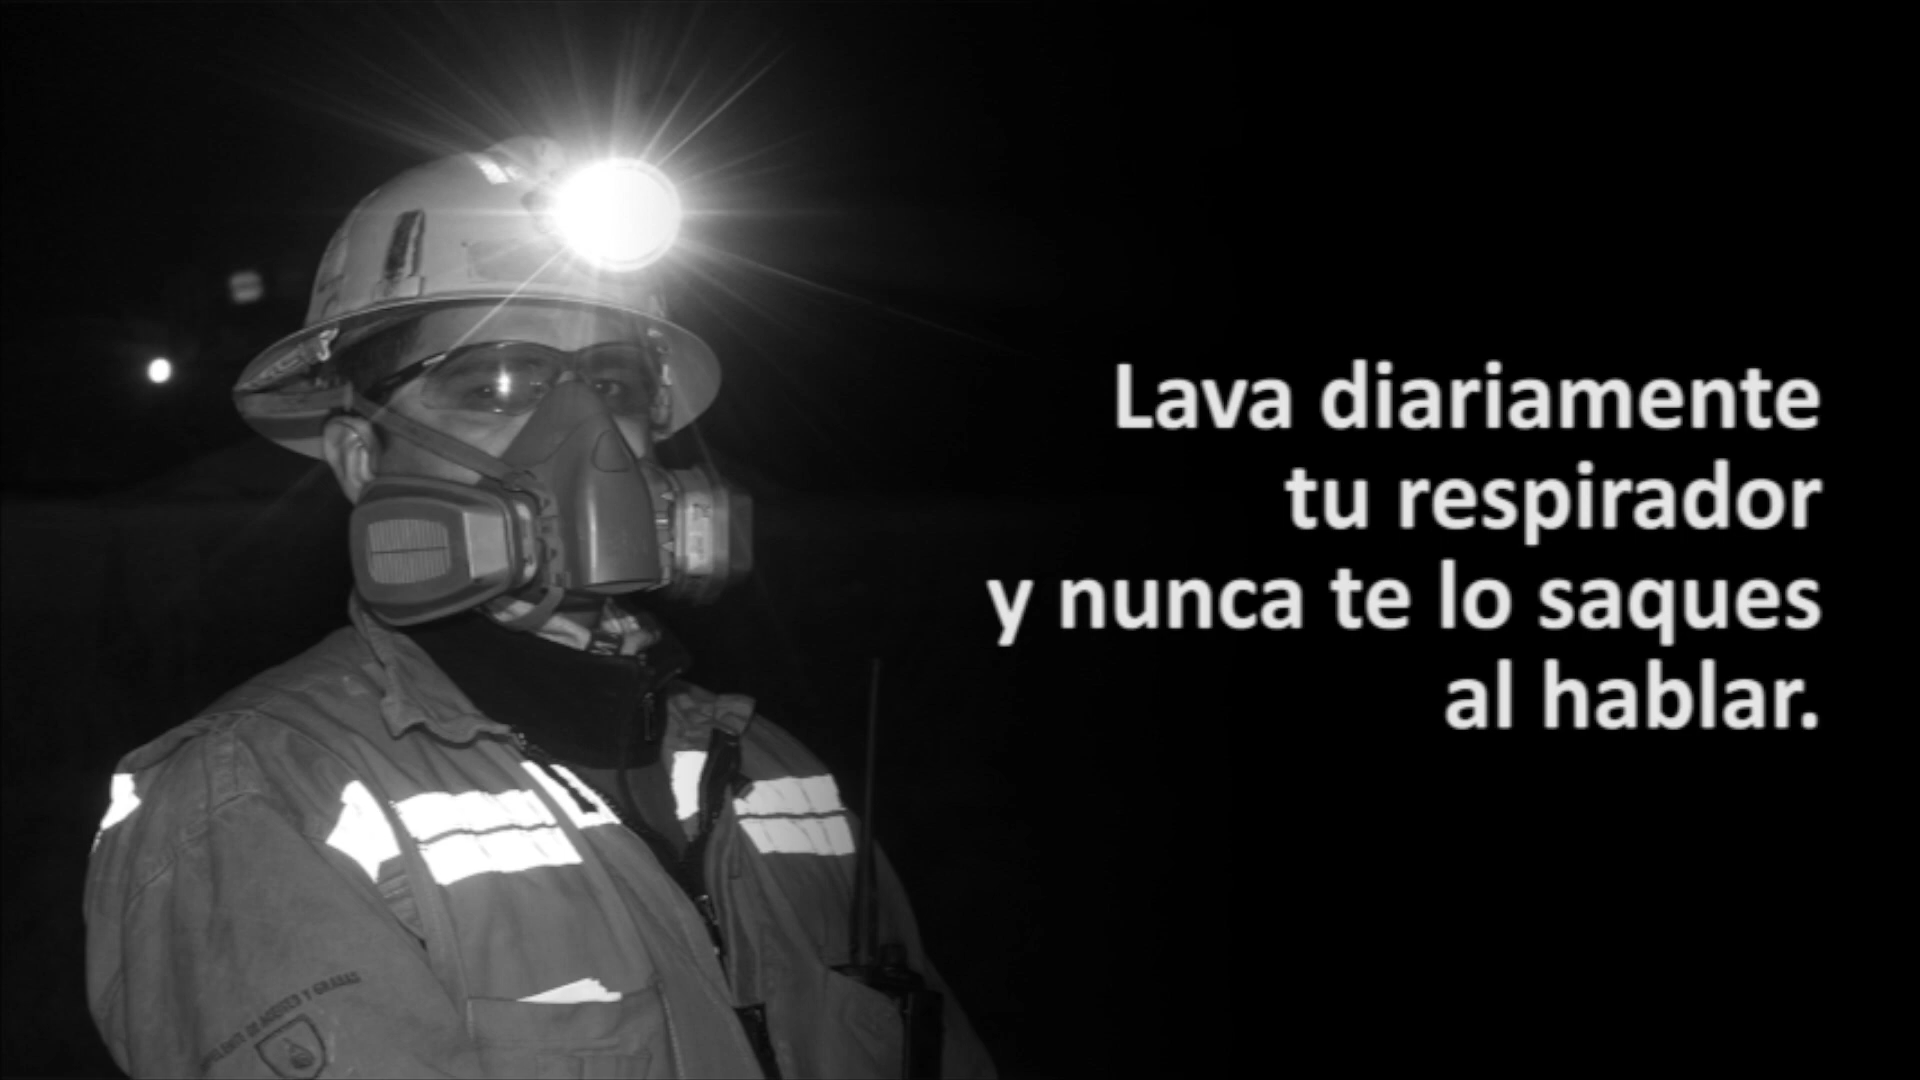 Lava diariamente
tu respirador
y nunca te lo saques
al hablar.